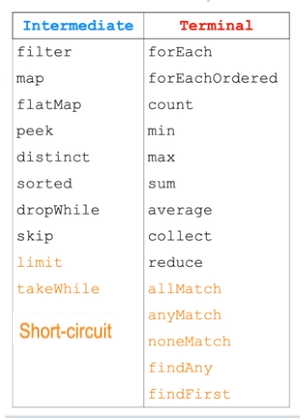 Intermediate Terminal
filter forEach
map forEachOrdered
flatMap count
peek min
distinct max
sorted sum
dropWhile average
skip collect
limit reduce
takeWhile allMatch
anyMatch
Short-circuit noneMatch
findAny
findFirst